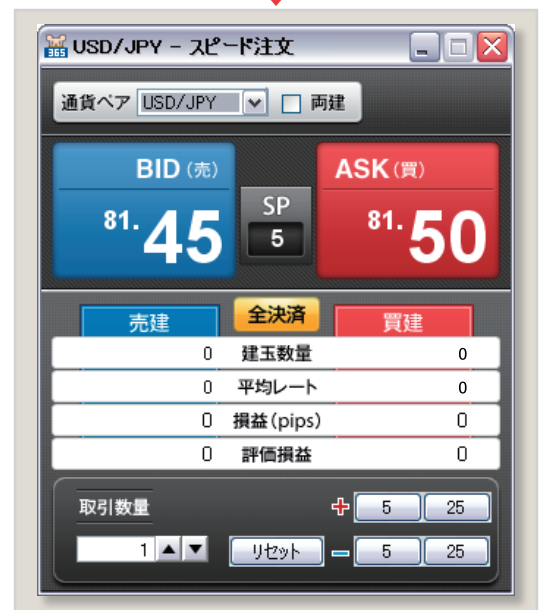 365 USD/JPY - スピード注文
通貨ペア USD/JPY 両建
BID (売) ASK (買)
81.45 SP 81.50
5
売建 全決済 買建
0 建玉数量 0
0 平均レート 0
0 損益(pips) 0
0 評価損益 0
取引数量 + 5 25
1 リセット - 5 25